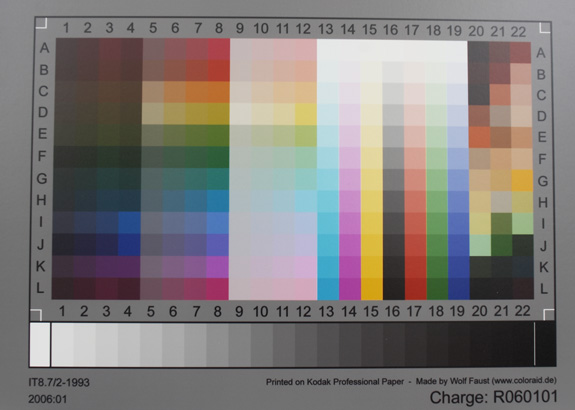 1 2 3 4 5 6 7 8 9 10 11 12 13 14 15 16 17 18 19 20 21 22
A A
B B
C C
D D
E E
F F
G G
H H
I I
J J
K K
L L
1 2 3 4 5 6 7 8 9 10 11 12 13 14 15 16 17 18 19 20 21 22
IT8.7/2-1993 Printed on Kodak Professional Paper - Made by Wolf Faust (www.coloraid.de)
2006:01 Charge: R060101